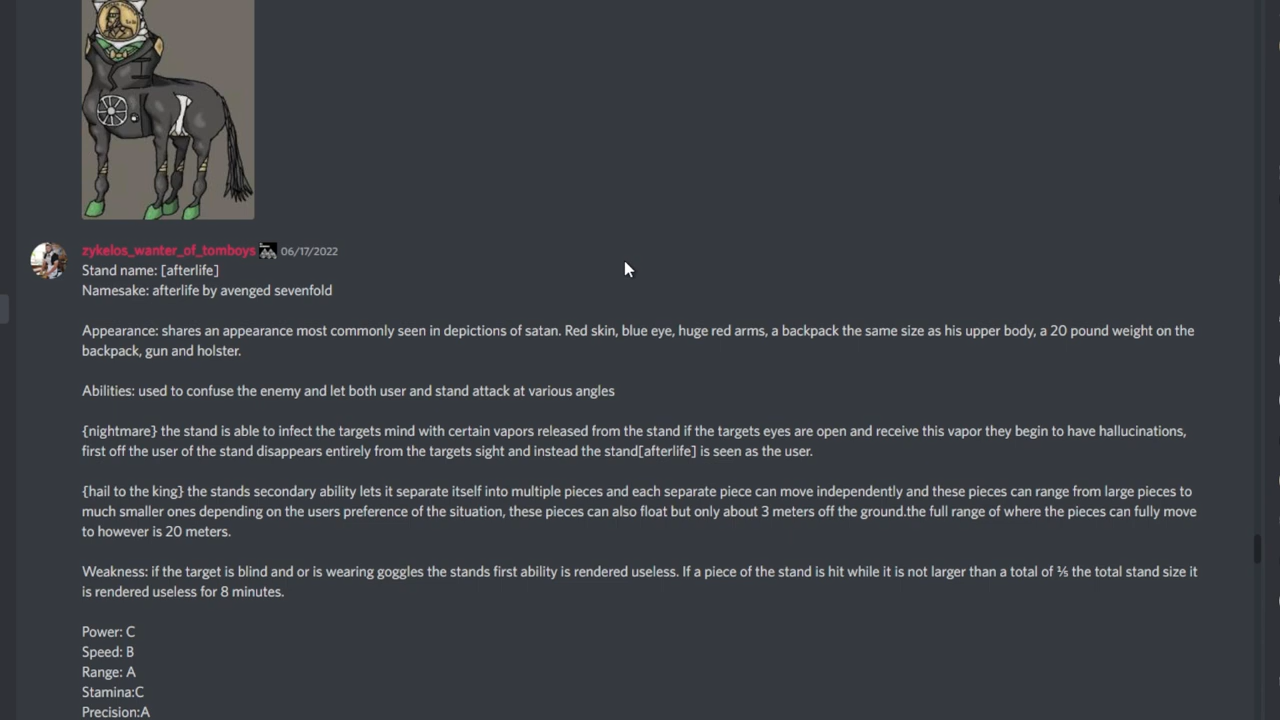 zykelos_wanter_of_tomboys 06/17/2022
Stand name: [afterlife]
Namesake: afterlife by avenged sevenfold
Appearance: shares an appearance most commonly seen in depictions of satan. Red skin, blue eye, huge red arms, a backpack the same size as his upper body, a 20 pound weight on the
backpack, gun and holster.
Abilities: used to confuse the enemy and let both user and stand attack at various angles
{nightmare} the stand is able to infect the targets mind with certain vapors released from the stand if the targets eyes are open and receive this vapor they begin to have hallucinations,
first off the user of the stand disappears entirely from the targets sight and instead the stand[afterlife] is seen as the user.
{hail to the king} the stands secondary ability lets it separate itself into multiple pieces and each separate piece can move independently and these pieces can range from large pieces to
much smaller ones depending on the users preference of the situation, these pieces can also float but only about 3 meters off the ground.the full range of where the pieces can fully move
to however is 20 meters.
Weakness: if the target is blind and or is wearing goggles the stands first ability is rendered useless. If a piece of the stand is hit while it is not larger than a total of ⅕ the total stand size it
is rendered useless for 8 minutes.
Power: C
Speed: B
Range: A
Stamina:C
Precision:A